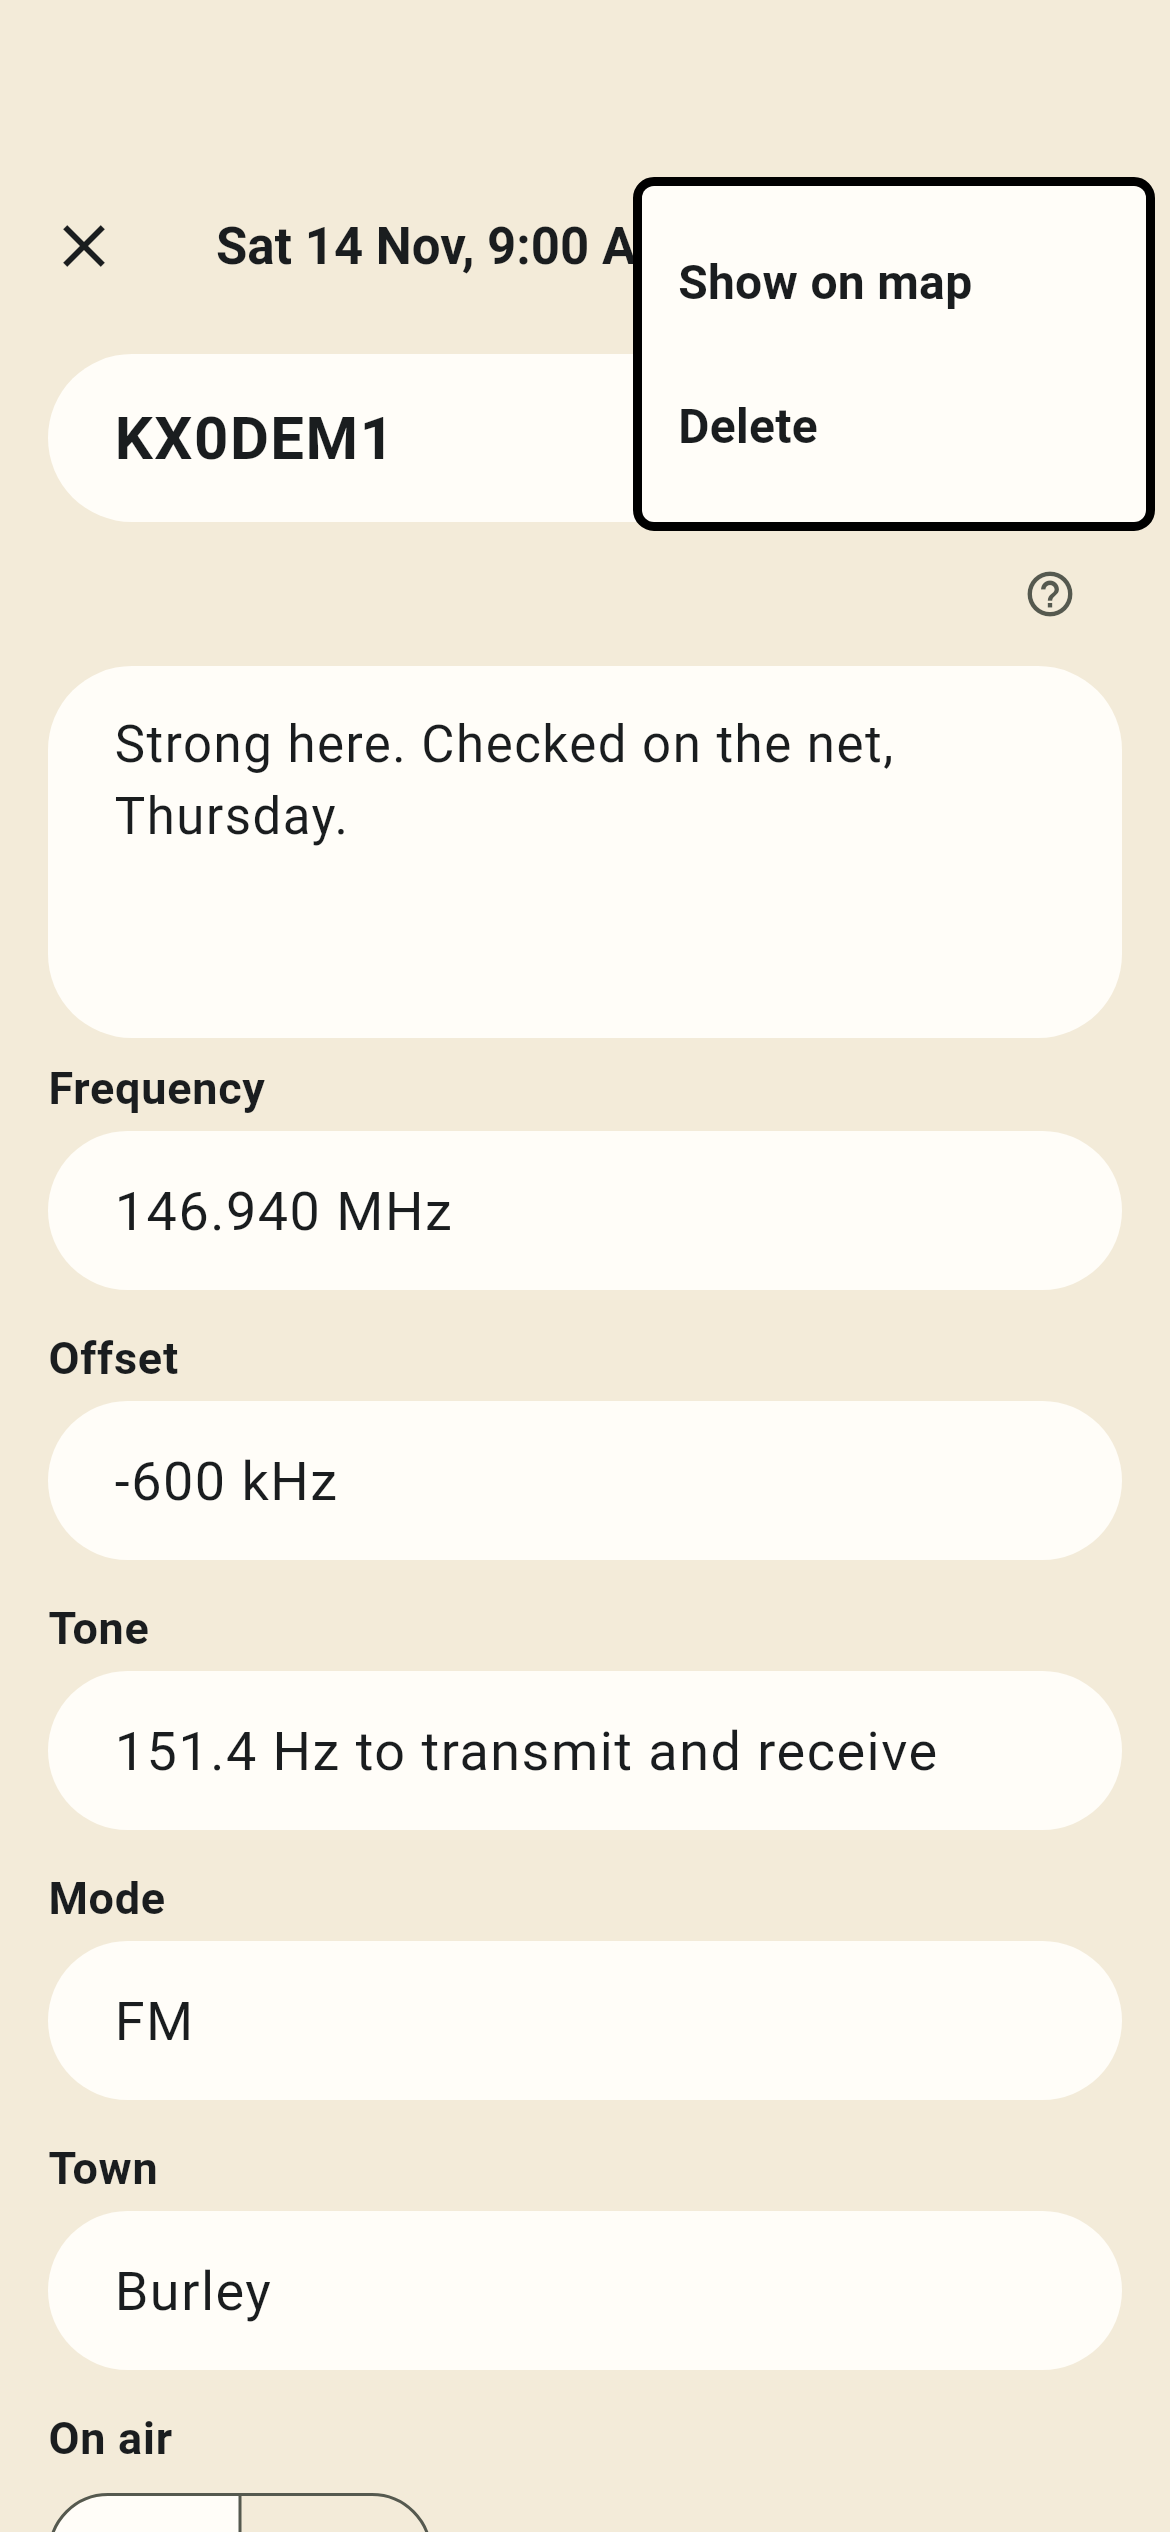 Sat 14 Nov, 9:00 A
Show on map
Delete
KX0DEM1
Strong here. Checked on the net,
Thursday.
Frequency
146.940 MHz
Offset
-600 kHz
Tone
151.4 Hz to transmit and receive
Mode
FM
Town
Burley
On air